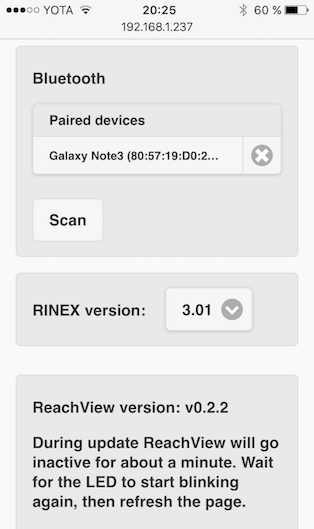 YOTA 20:25 60 %
192.168.1.237
Bluetooth
Paired devices
Galaxy Note3 (80:57:19:D0:2...
Scan
RINEX version: 3.01
ReachView version: v0.2.2
During update ReachView will go
inactive for about a minute. Wait
for the LED to start blinking
again, then refresh the page.